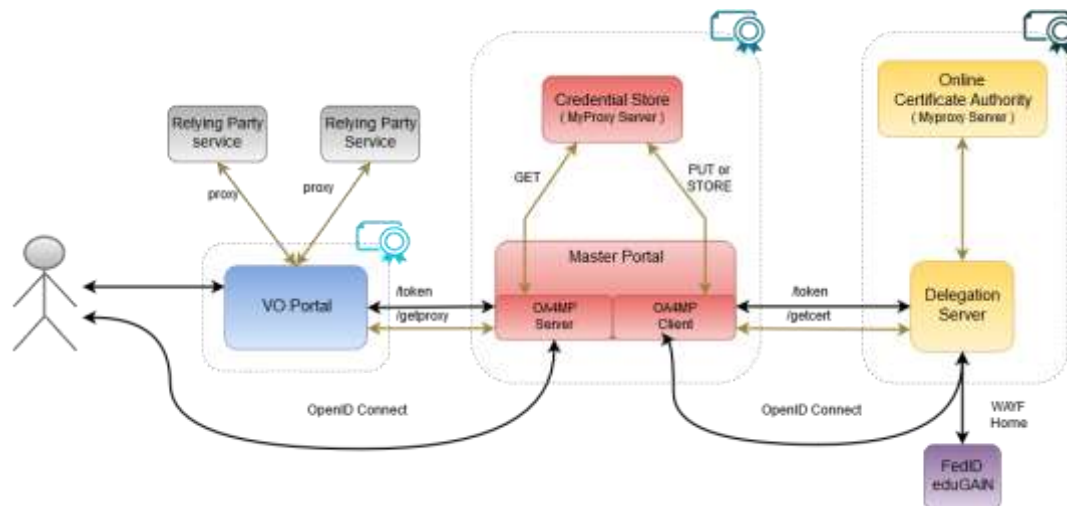 Relying Party
service
Relying Party
Service
Credential Store
( MyProxy Server )
Online
Certificate Authority
( Myproxy Server )
proxy
proxy
GET
PUT or
STORE
Master Portal
VO Portal
/token
/getproxy
OA4MP
Server
OA4MP
Client
/token
/getcert
Delegation
Server
OpenID Connect
OpenID Connect
WAYF
Home
FedID
eduGAIN